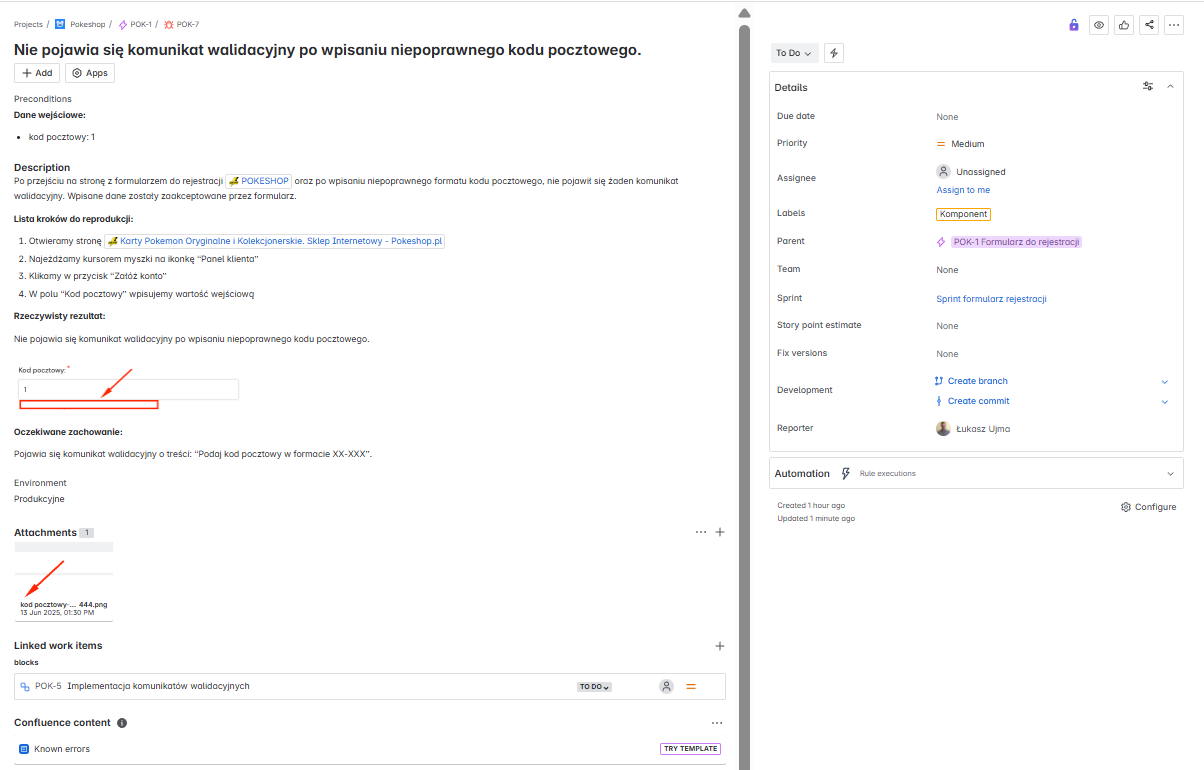 Projects / Pokeshop / POK-1 / POK-7
Nie pojawia się komunikat walidacyjny po wpisaniu niepoprawnego kodu pocztowego.
Add Apps
Preconditions
Dane wejściowe:
• kod pocztowy: 1
Description
Po przejściu na stronę z formularzem do rejestracji POKESHOP oraz po wpisaniu niepoprawnego formatu kodu pocztowego, nie pojawił się żaden komunikat
walidacyjny. Wpisane dane zostały zaakceptowane przez formularz.
Lista kroków do reprodukcji:
1. Otwieramy stronę Karty Pokemon Oryginalne i Kolekcjonerskie. Sklep Internetowy - Pokeshop.pl
2. Najeżdżamy kursorem myszki na ikonkę “Panel klienta”
3. Klikamy w przycisk “Załóż konto”
4. W polu “Kod pocztowy” wpisujemy wartość wejściową
Rzeczywisty rezultat:
Nie pojawia się komunikat walidacyjny po wpisaniu niepoprawnego kodu pocztowego.
Kod pocztowy: *
1
Oczekiwane zachowanie:
Pojawia się komunikat walidacyjny o treści: “Podaj kod pocztowy w formacie XX-XXX”.
Environment
Produkcyjne
Attachments 1
kod pocztowy-... 444.png
13 Jun 2025, 01:30 PM
Linked work items
blocks
POK-5 Implementacja komunikatów walidacyjnych TO DO
Confluence content
Known errors TRY TEMPLATE
To Do
Details
Due date None
Priority Medium
Assignee Unassigned
Assign to me
Labels Komponent
Parent POK-1 Formularz do rejestracji
Team None
Sprint Sprint formularz rejestracji
Story point estimate None
Fix versions None
Development Create branch
Create commit
Reporter Łukasz Ujma
Automation Rule executions
Created 1 hour ago
Updated 1 minute ago
Configure